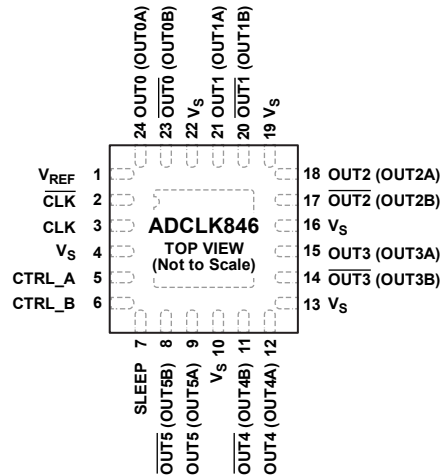 24 OUT0 (OUT0A)
23 OUT0̅ (OUT0B)
22 VS
21 OUT1 (OUT1A)
20 OUT1̅ (OUT1B)
19 VS
VREF 1
CLK̅ 2
CLK 3
VS 4
CTRL_A 5
CTRL_B 6
ADCLK846
TOP VIEW
(Not to Scale)
18 OUT2 (OUT2A)
17 OUT2̅ (OUT2B)
16 VS
15 OUT3 (OUT3A)
14 OUT3̅ (OUT3B)
13 VS
SLEEP 7
OUT5̅ (OUT5B) 8
OUT5 (OUT5A) 9
VS 10
OUT4̅ (OUT4B) 11
OUT4 (OUT4A) 12